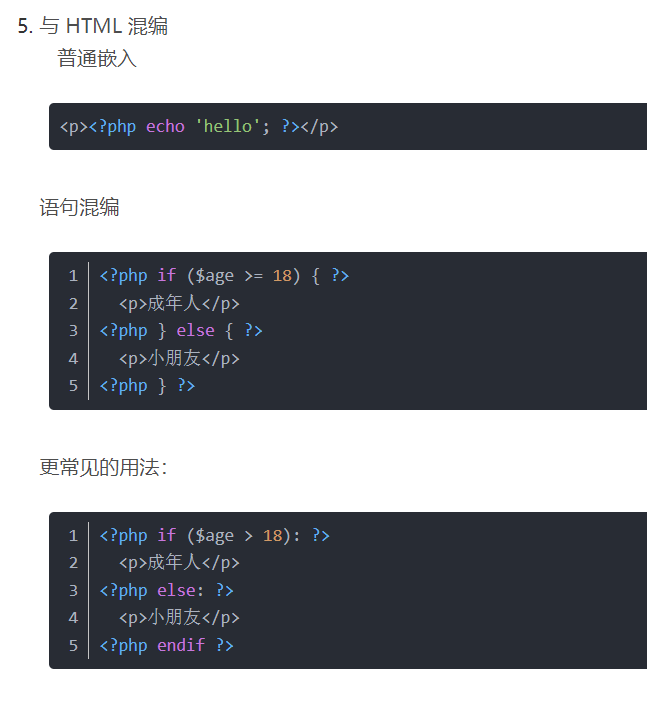 5. 与 HTML 混编
普通嵌入
<p><?php echo 'hello'; ?></p>
语句混编
1 <?php if ($age >= 18) { ?>
2   <p>成年人</p>
3 <?php } else { ?>
4   <p>小朋友</p>
5 <?php } ?>
更常见的用法：
1 <?php if ($age > 18): ?>
2   <p>成年人</p>
3 <?php else: ?>
4   <p>小朋友</p>
5 <?php endif ?>